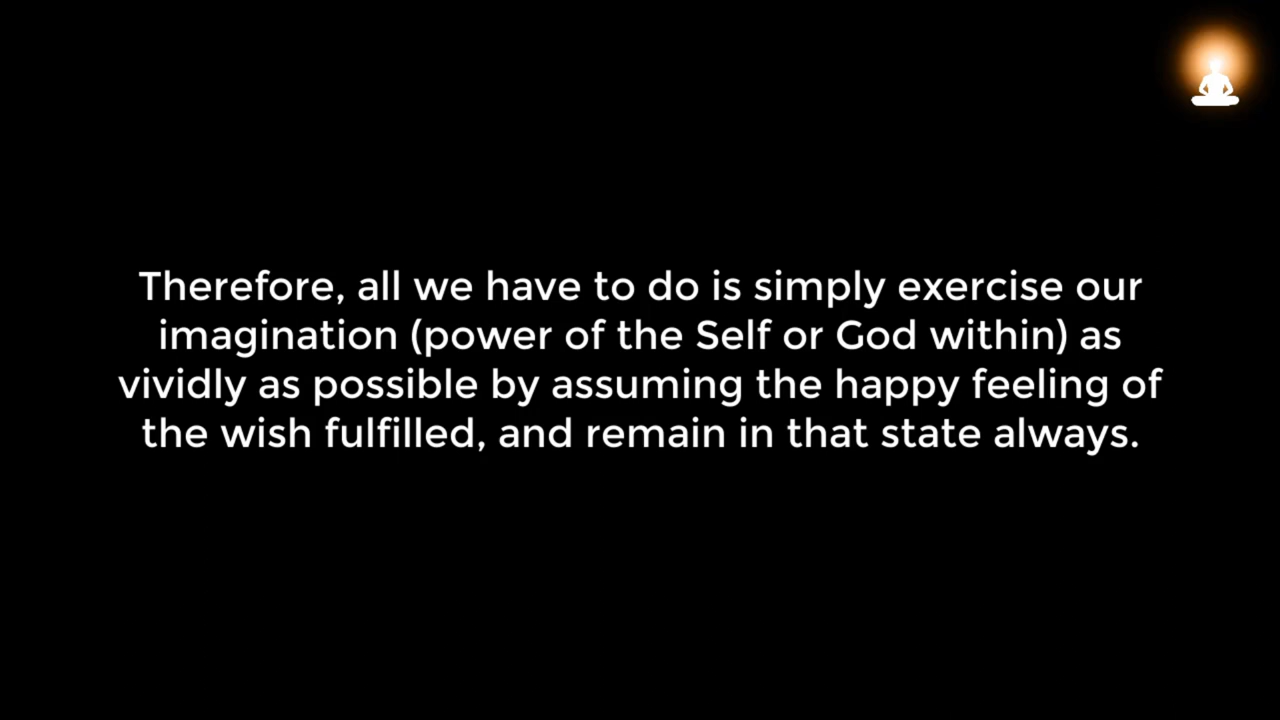 Therefore, all we have to do is simply exercise our
imagination (power of the Self or God within) as
vividly as possible by assuming the happy feeling of
the wish fulfilled, and remain in that state always.